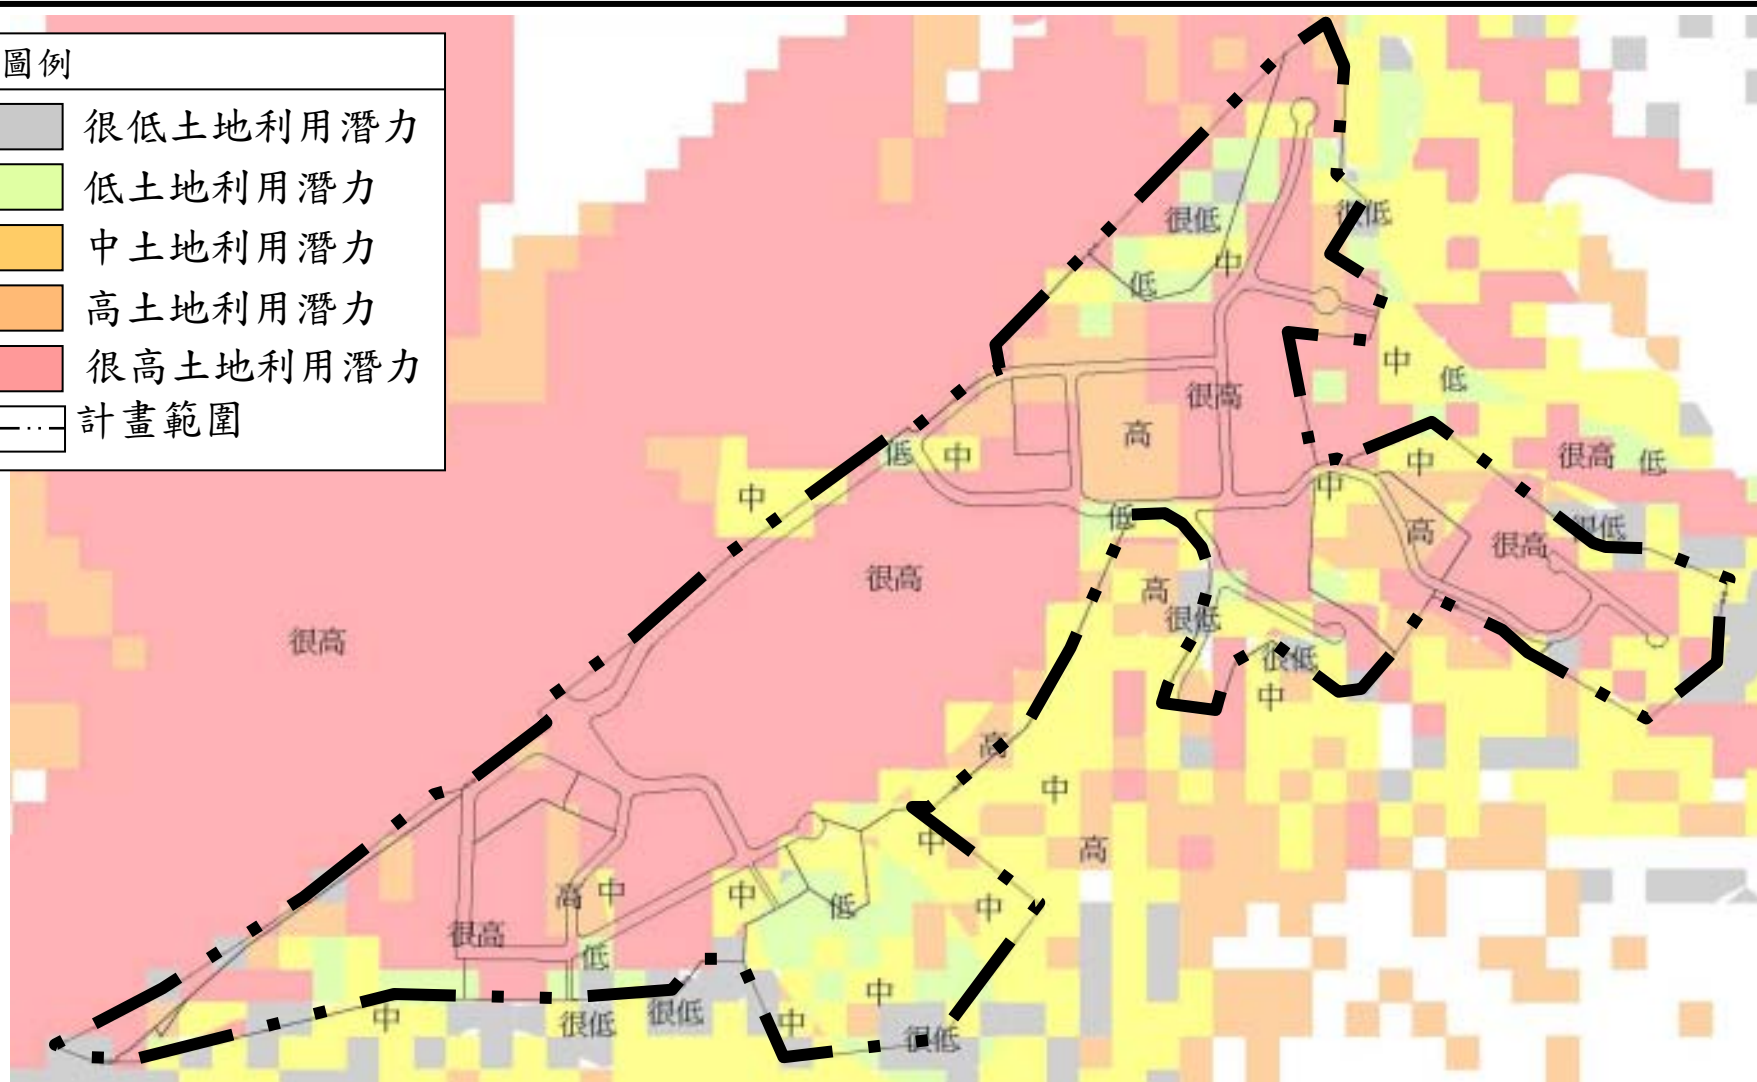 圖例
很低土地利用潛力
低土地利用潛力
中土地利用潛力
高土地利用潛力
很高土地利用潛力
計畫範圍
很低
很低
中
低
中
低
很高
高
低
中
中
很高
低
中
中
低
很低
高
很高
很高
高
很低
很高
很低
中
高
中
中
高
中
高
中
低
中
很高
低
中
很低
很低
中
中
很低